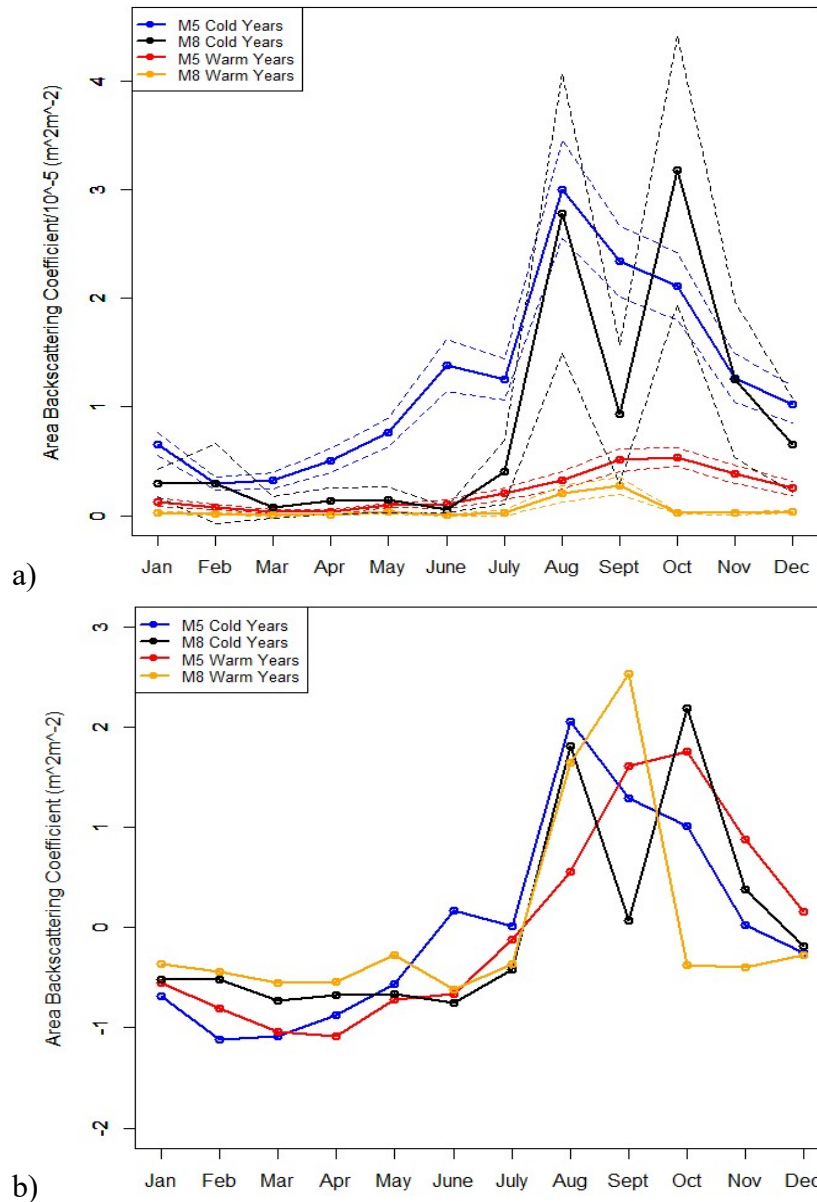 M5 Cold Years
M8 Cold Years
M5 Warm Years
M8 Warm Years
Area Backscattering Coefficient/10^-5 (m^2m^-2)
4
3
2
1
0
Jan Feb Mar Apr May June July Aug Sept Oct Nov Dec
a)
M5 Cold Years
M8 Cold Years
M5 Warm Years
M8 Warm Years
Area Backscattering Coefficient (m^2m^-2)
3
2
1
0
-1
-2
Jan Feb Mar Apr May June July Aug Sept Oct Nov Dec
b)